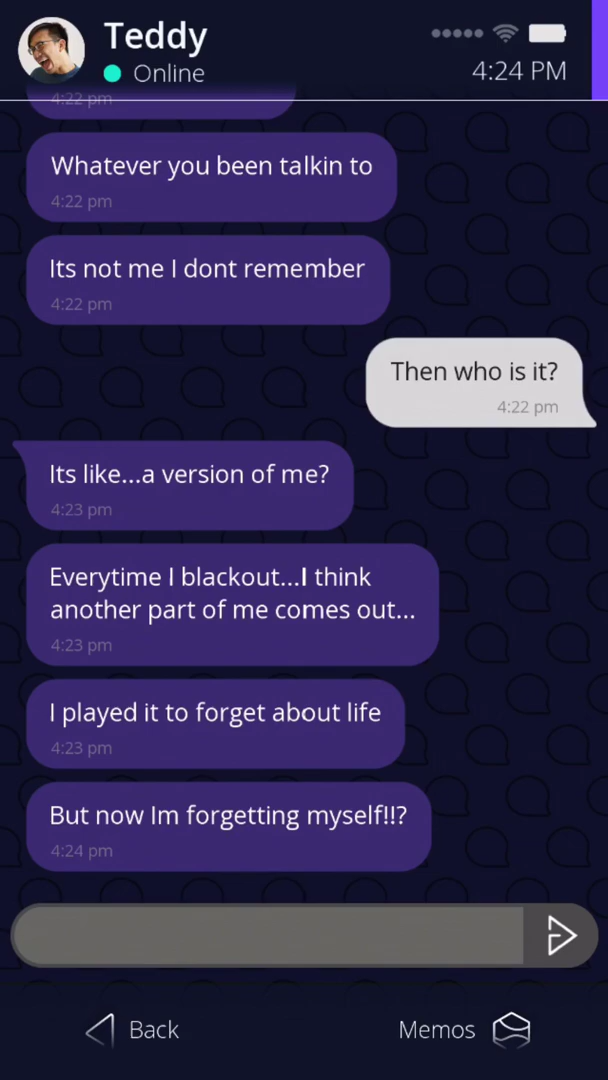 Teddy
Online
4:24 PM
4:22 pm
Whatever you been talkin to
4:22 pm
Its not me I dont remember
4:22 pm
Then who is it?
4:22 pm
Its like...a version of me?
4:23 pm
Everytime I blackout...I think
another part of me comes out...
4:23 pm
I played it to forget about life
4:23 pm
But now Im forgetting myself!!?
4:24 pm
Back
Memos